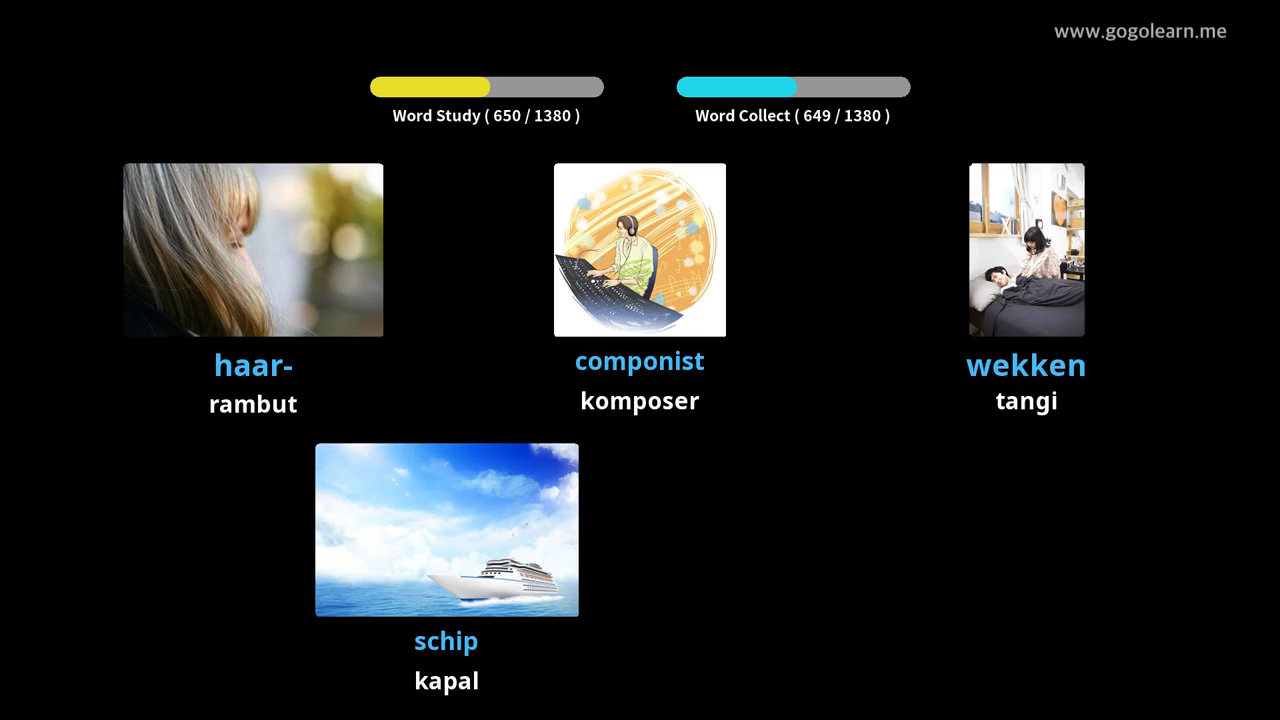 www.gogolearn.me
Word Study ( 650 / 1380 )
Word Collect ( 649 / 1380 )
haar-
rambut
componist
komposer
wekken
tangi
schip
kapal